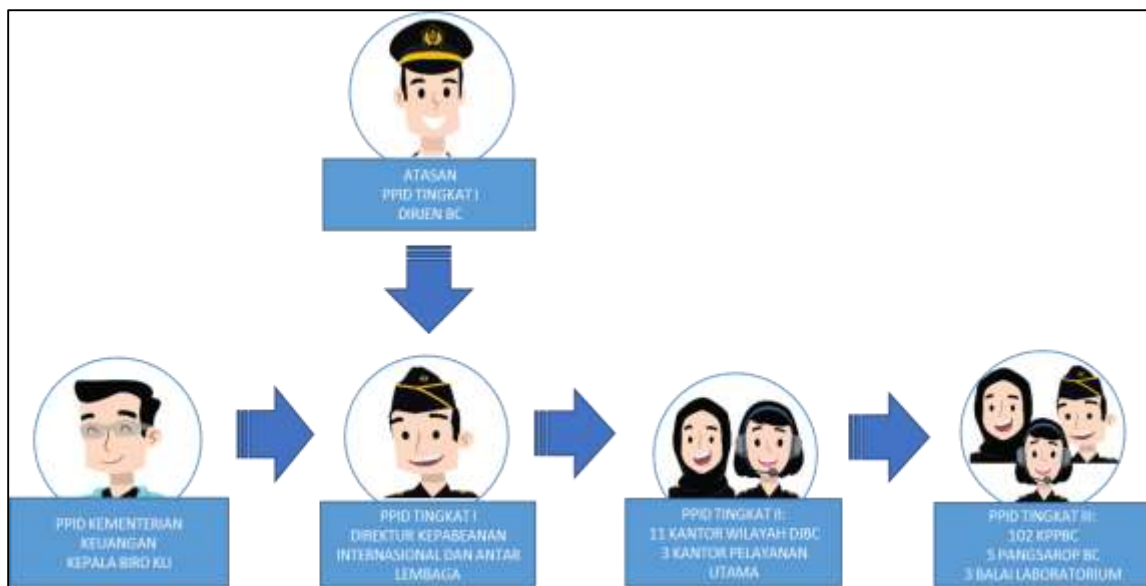 ATASAN
PPID TINGKAT I
DIRJEN BC
PPID KEMENTERIAN
KEUANGAN
KEPALA BIRO KLI
PPID TINGKAT I
DIREKTUR KEPABEANAN
INTERNASIONAL DAN ANTAR
LEMBAGA
PPID TINGKAT II:
11 KANTOR WILAYAH DJBC
3 KANTOR PELAYANAN
UTAMA
PPID TINGKAT III:
102 KPPBC
5 PANGSAROP BC
3 BALAI LABORATORIUM